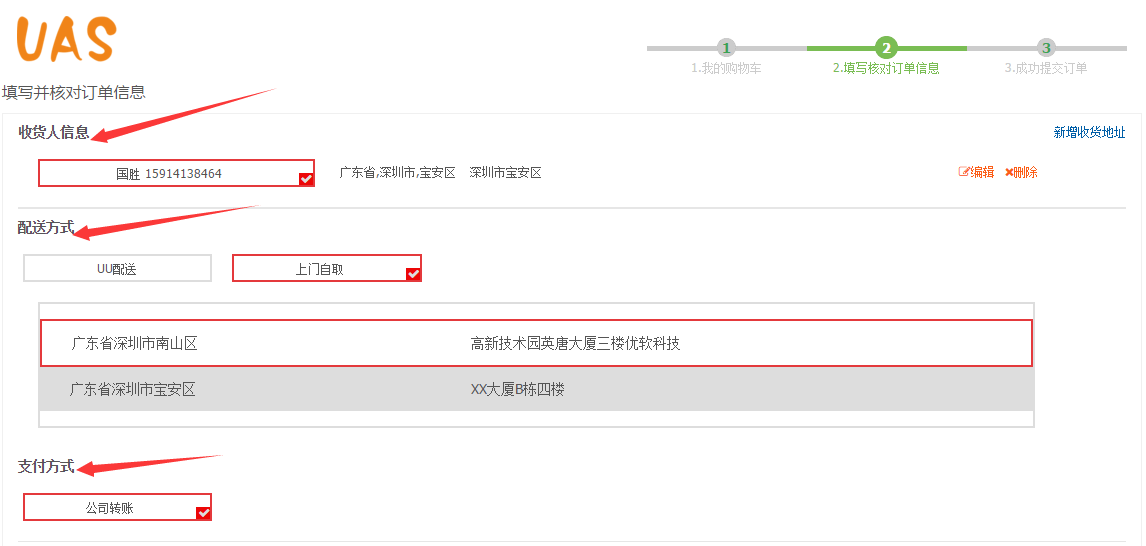 UAS
1
2
3
1.我的购物车
2.填写核对订单信息
3.成功提交订单
填写并核对订单信息
收货人信息
新增收货地址
国胜 15914138464
广东省,深圳市,宝安区 深圳市宝安区
编辑
删除
配送方式
UU配送
上门自取
广东省深圳市南山区 高新技术园英唐大厦三楼优软科技
广东省深圳市宝安区 XX大厦B栋四楼
支付方式
公司转账